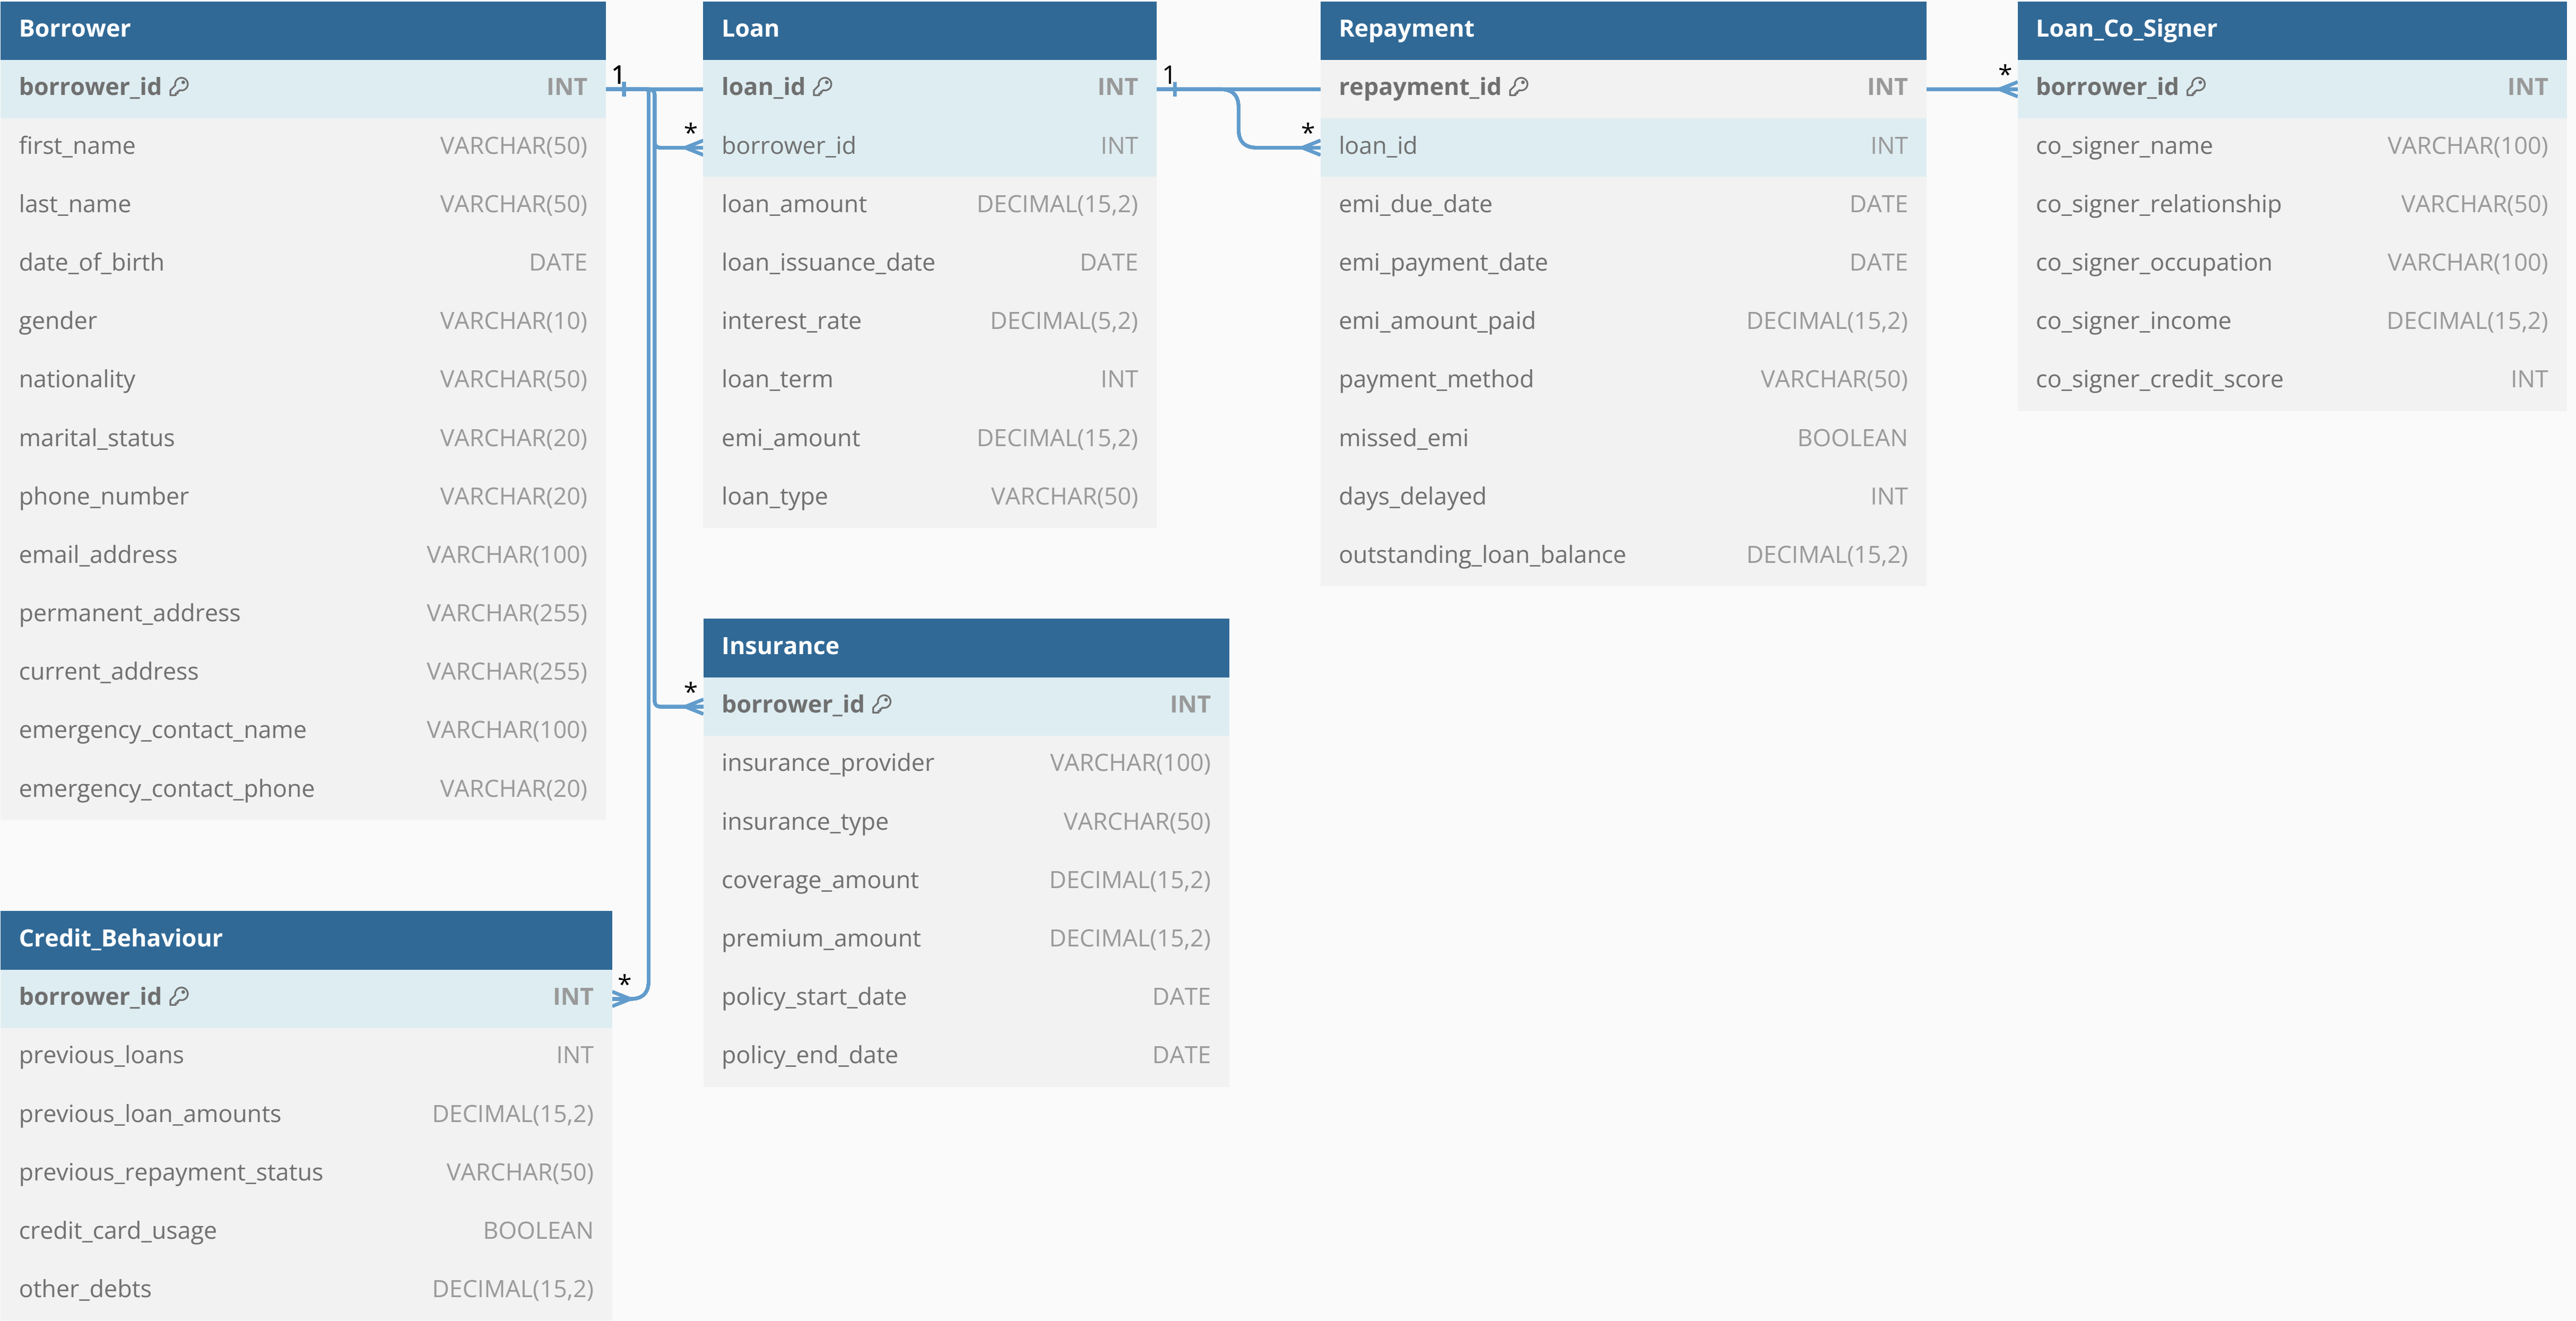 Borrower
borrower_id INT
first_name VARCHAR(50)
last_name VARCHAR(50)
date_of_birth DATE
gender VARCHAR(10)
nationality VARCHAR(50)
marital_status VARCHAR(20)
phone_number VARCHAR(20)
email_address VARCHAR(100)
permanent_address VARCHAR(255)
current_address VARCHAR(255)
emergency_contact_name VARCHAR(100)
emergency_contact_phone VARCHAR(20)
1
*
Loan
loan_id INT
borrower_id INT
loan_amount DECIMAL(15,2)
loan_issuance_date DATE
interest_rate DECIMAL(5,2)
loan_term INT
emi_amount DECIMAL(15,2)
loan_type VARCHAR(50)
1
*
Repayment
repayment_id INT
loan_id INT
emi_due_date DATE
emi_payment_date DATE
emi_amount_paid DECIMAL(15,2)
payment_method VARCHAR(50)
missed_emi BOOLEAN
days_delayed INT
outstanding_loan_balance DECIMAL(15,2)
*
Loan_Co_Signer
borrower_id INT
co_signer_name VARCHAR(100)
co_signer_relationship VARCHAR(50)
co_signer_occupation VARCHAR(100)
co_signer_income DECIMAL(15,2)
co_signer_credit_score INT
*
Insurance
borrower_id INT
insurance_provider VARCHAR(100)
insurance_type VARCHAR(50)
coverage_amount DECIMAL(15,2)
premium_amount DECIMAL(15,2)
policy_start_date DATE
policy_end_date DATE
Credit_Behaviour
*
borrower_id INT
previous_loans INT
previous_loan_amounts DECIMAL(15,2)
previous_repayment_status VARCHAR(50)
credit_card_usage BOOLEAN
other_debts DECIMAL(15,2)